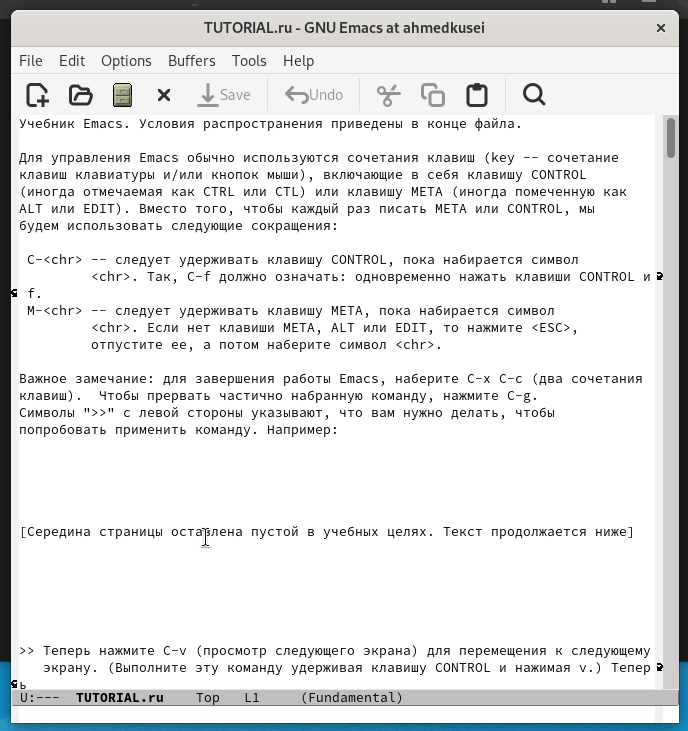 TUTORIAL.ru - GNU Emacs at ahmedkusei
File Edit Options Buffers Tools Help
Save Undo
Учебник Emacs. Условия распространения приведены в конце файла.
Для управления Emacs обычно используются сочетания клавиш (key -- сочетание
клавиш клавиатуры и/или кнопок мыши), включающие в себя клавишу CONTROL
(иногда отмечаемая как CTRL или CTL) или клавишу META (иногда помеченную как
ALT или EDIT). Вместо того, чтобы каждый раз писать META или CONTROL, мы
будем использовать следующие сокращения:
C-<chr> -- следует удерживать клавишу CONTROL, пока набирается символ
<chr>. Так, C-f должно означать: одновременно нажать клавиши CONTROL и
f.
M-<chr> -- следует удерживать клавишу META, пока набирается символ
<chr>. Если нет клавиши META, ALT или EDIT, то нажмите <ESC>,
отпустите ее, а потом наберите символ <chr>.
Важное замечание: для завершения работы Emacs, наберите C-x C-c (два сочетания
клавиш).  Чтобы прервать частично набранную команду, нажмите C-g.
Символы ">>" с левой стороны указывают, что вам нужно делать, чтобы
попробовать применить команду. Например:
[Середина страницы оставлена пустой в учебных целях. Текст продолжается ниже]
>> Теперь нажмите C-v (просмотр следующего экрана) для перемещения к следующему
экрану. (Выполните эту команду удерживая клавишу CONTROL и нажимая v.) Тепер
ь
U:--- TUTORIAL.ru Top L1 (Fundamental)